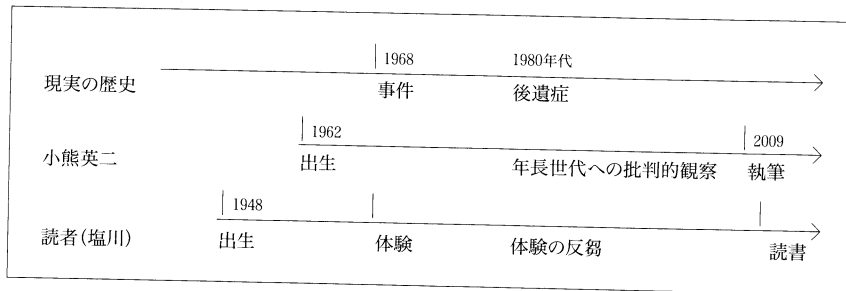 1968 1980年代
現実の歴史 事件 後遺症
1962 2009
小熊英二 出生 年長世代への批判的観察 執筆
1948
読者(塩川) 出生 体験 体験の反芻 読書